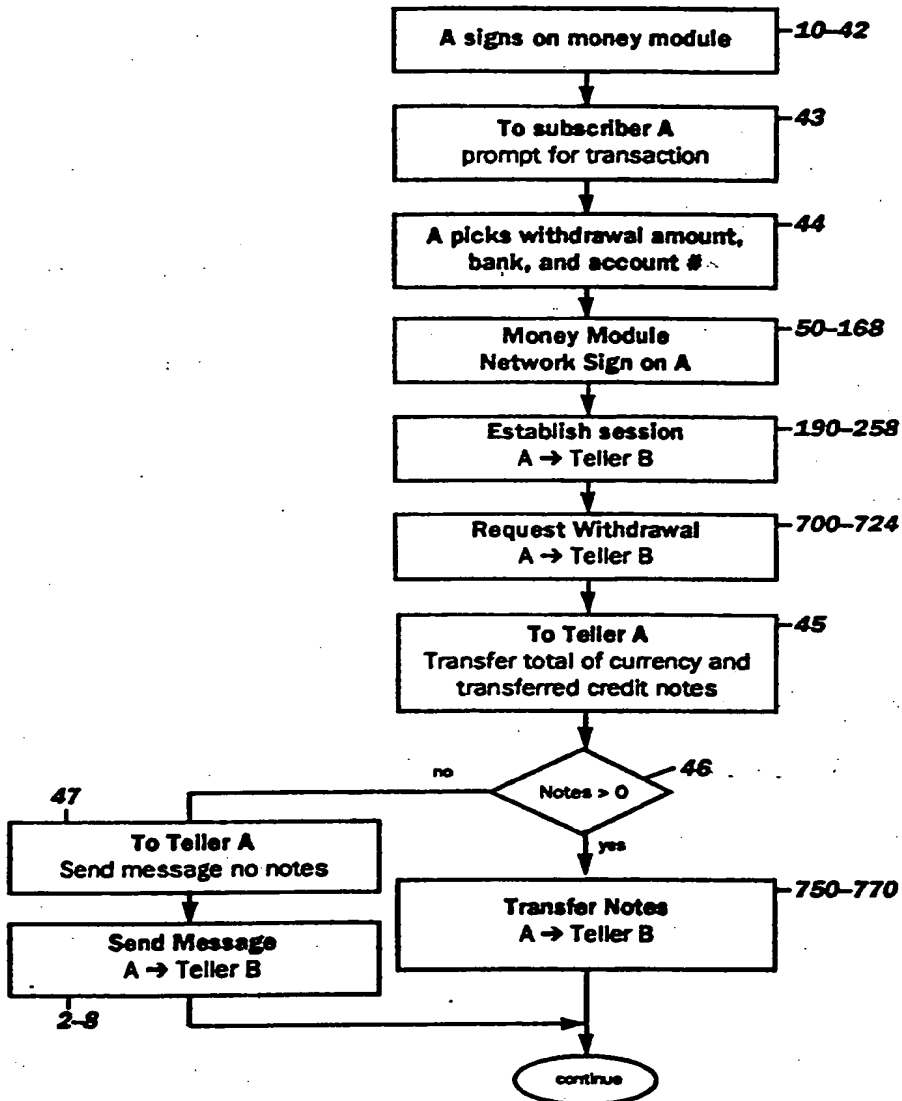 A signs on money module
10–42
To subscriber A
prompt for transaction
43
A picks withdrawal amount,
bank, and account #
44
Money Module
Network Sign on A
50–168
Establish session
A → Teller B
190–258
Request Withdrawal
A → Teller B
700–724
To Teller A
Transfer total of currency and
transferred credit notes
45
Notes > 0
46
no
yes
47
To Teller A
Send message no notes
Send Message
A → Teller B
2–8
Transfer Notes
A → Teller B
750–770
continue